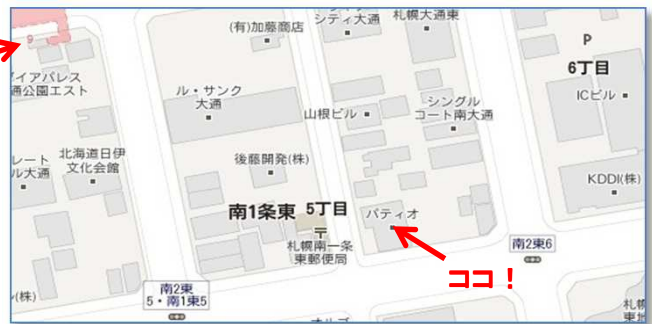 (有)加藤商店
シティ大通
札幌大通東
9
P
6丁目
ICビル
イアパレス
通公園エスト
ル・サンク
大通
山根ビル
シングル
コート南大通
レート
ル大通
北海道日伊
文化会館
後藤開発(株)
KDDI(株)
南1条東 5丁目
パティオ
〒
札幌南一条
東郵便局
南2東6
ココ!
南2東
5・南1東5
(株)
札幌